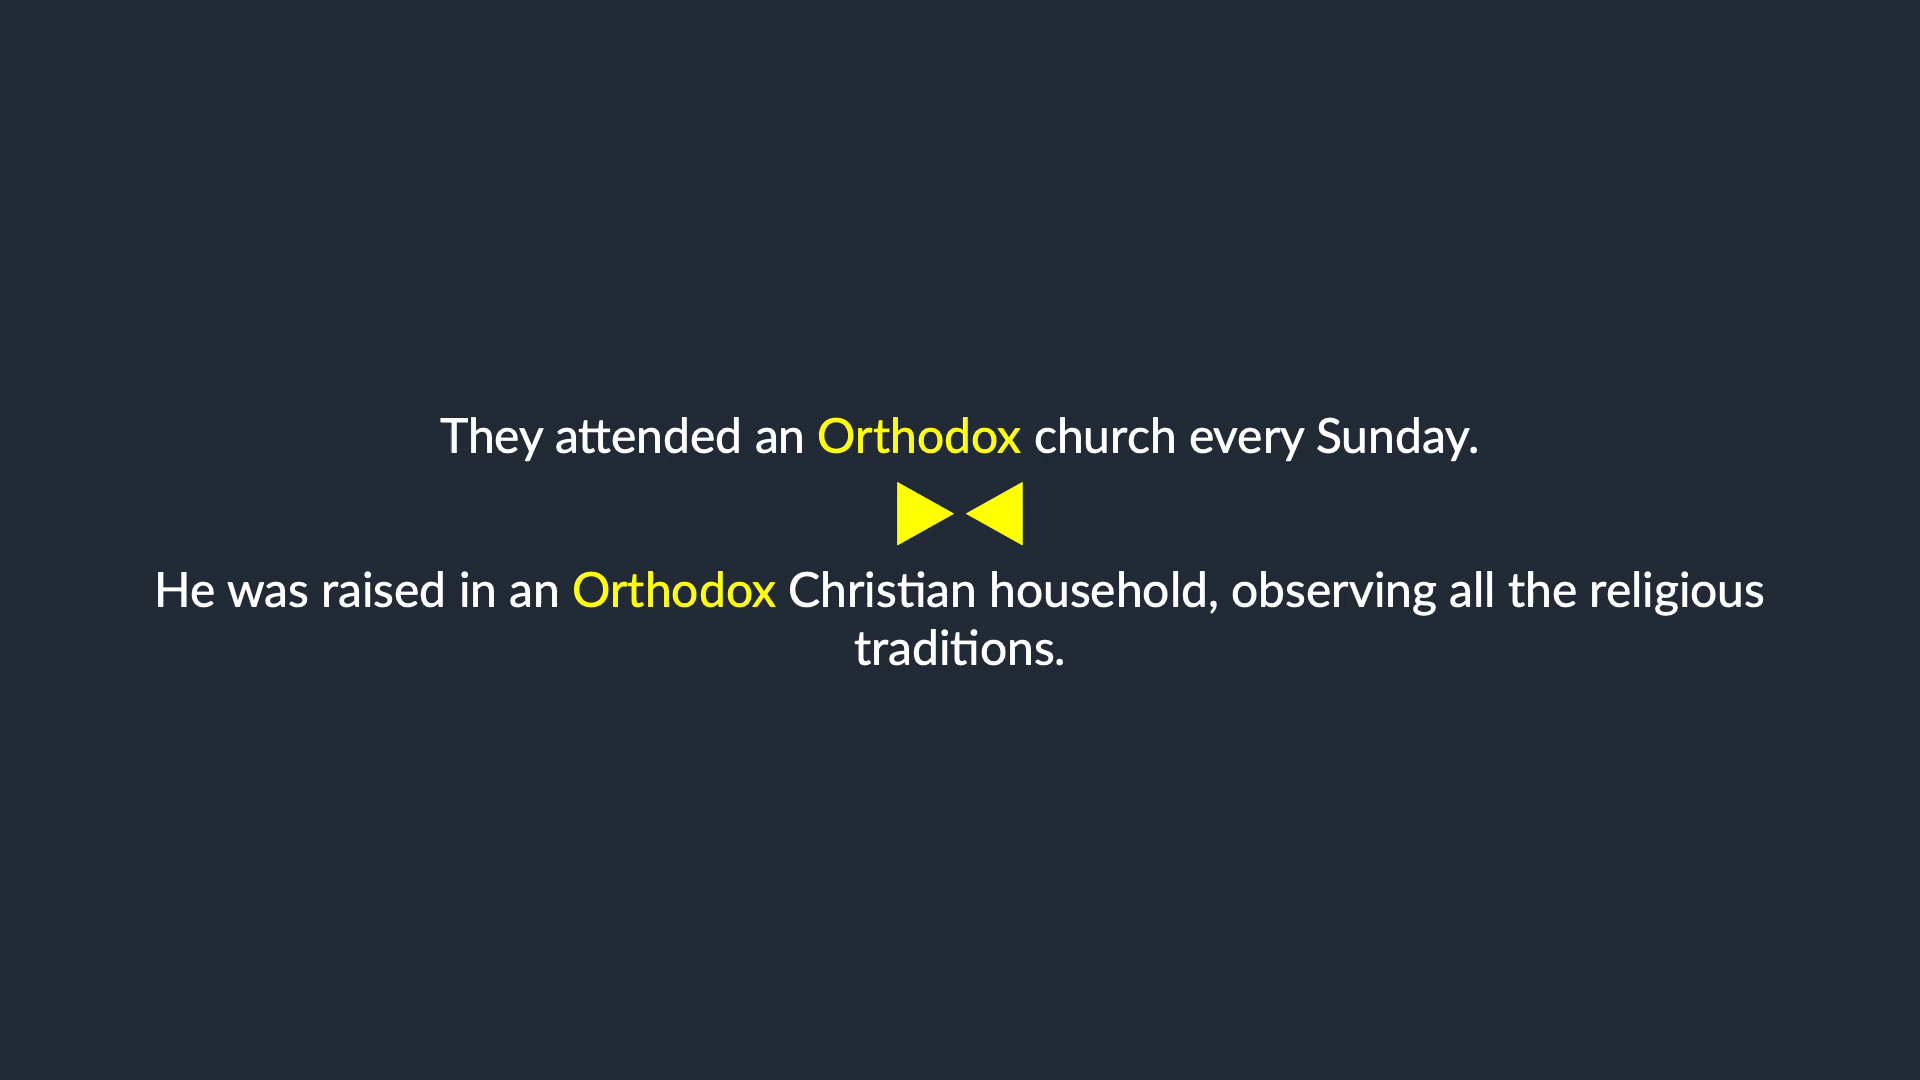 They attended an Orthodox church every Sunday.
He was raised in an Orthodox Christian household, observing all the religious
traditions.